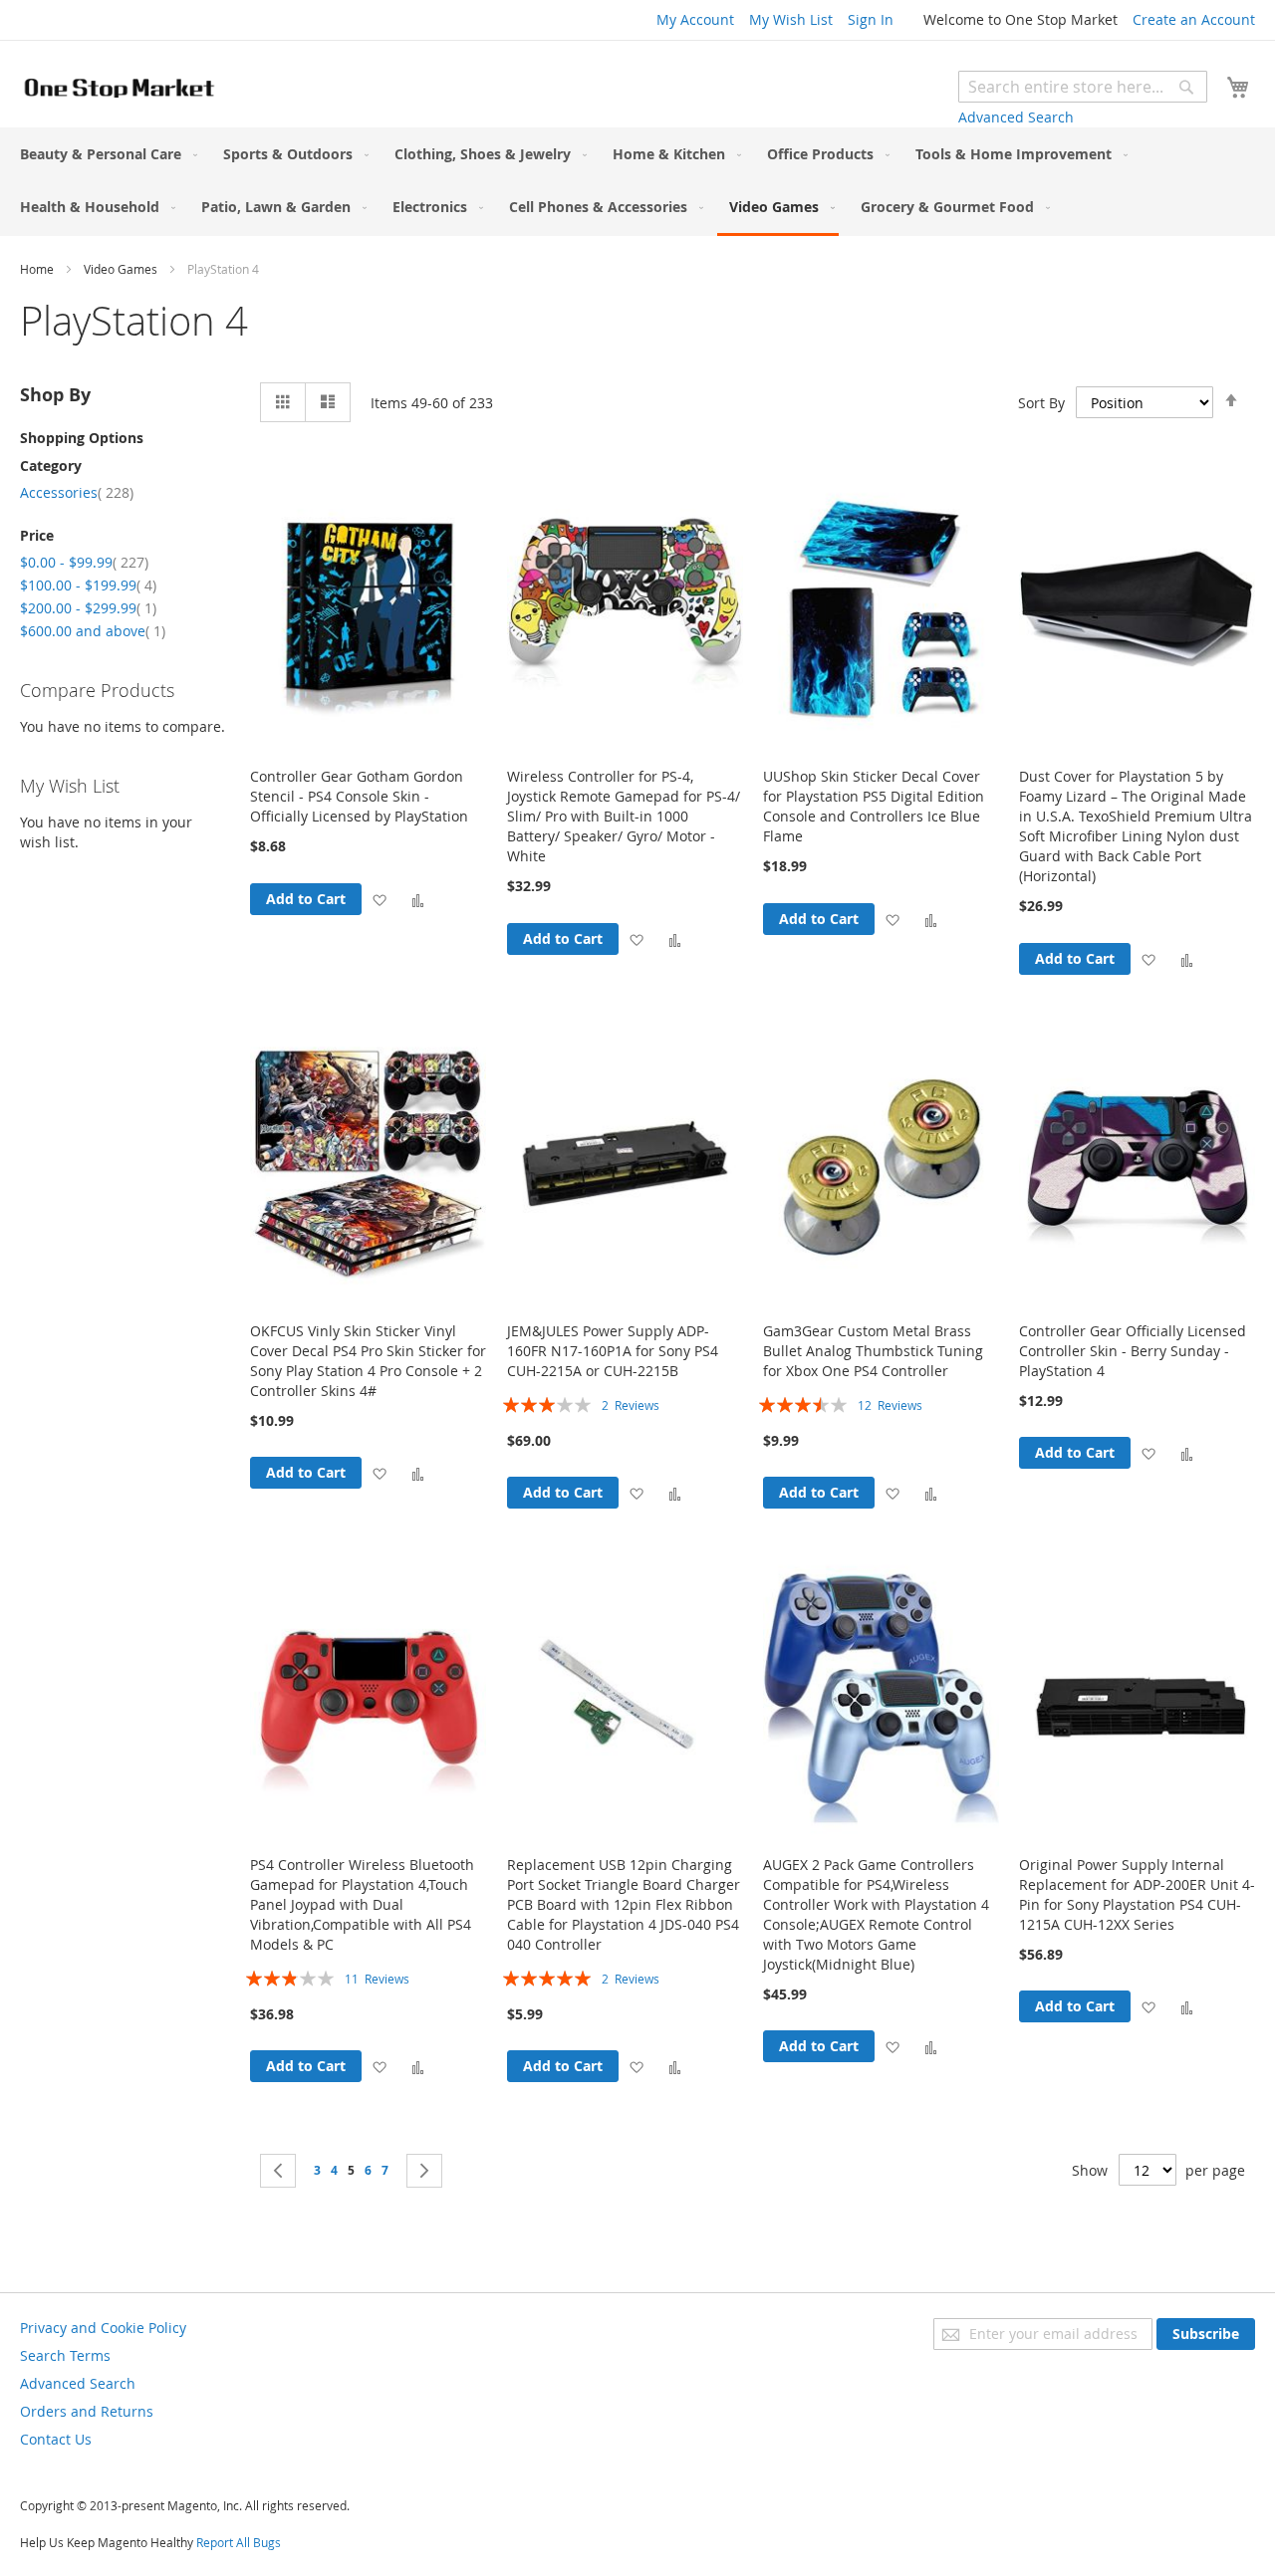 My Account My Wish List Sign In Welcome to One Stop Market Create an Account
One Stop Market
Search entire store here...
Advanced Search
Beauty & Personal Care Sports & Outdoors Clothing, Shoes & Jewelry Home & Kitchen Office Products Tools & Home Improvement
Health & Household Patio, Lawn & Garden Electronics Cell Phones & Accessories Video Games Grocery & Gourmet Food
Home Video Games PlayStation 4
PlayStation 4
Shop By
Shopping Options
Category
Accessories( 228)
Price
$0.00 - $99.99( 227)
$100.00 - $199.99( 4)
$200.00 - $299.99( 1)
$600.00 and above( 1)
Compare Products
You have no items to compare.
My Wish List
You have no items in your
wish list.
Items 49-60 of 233
Sort By Position
GOTHAM
CITY
05
Controller Gear Gotham Gordon
Stencil - PS4 Console Skin -
Officially Licensed by PlayStation
$8.68
Add to Cart
Wireless Controller for PS-4,
Joystick Remote Gamepad for PS-4/
Slim/ Pro with Built-in 1000
Battery/ Speaker/ Gyro/ Motor -
White
$32.99
Add to Cart
UUShop Skin Sticker Decal Cover
for Playstation PS5 Digital Edition
Console and Controllers Ice Blue
Flame
$18.99
Add to Cart
Dust Cover for Playstation 5 by
Foamy Lizard – The Original Made
in U.S.A. TexoShield Premium Ultra
Soft Microfiber Lining Nylon dust
Guard with Back Cable Port
(Horizontal)
$26.99
Add to Cart
OKFCUS Vinly Skin Sticker Vinyl
Cover Decal PS4 Pro Skin Sticker for
Sony Play Station 4 Pro Console + 2
Controller Skins 4#
$10.99
Add to Cart
JEM&JULES Power Supply ADP-
160FR N17-160P1A for Sony PS4
CUH-2215A or CUH-2215B
2 Reviews
$69.00
Add to Cart
ITALY
ITALY
Gam3Gear Custom Metal Brass
Bullet Analog Thumbstick Tuning
for Xbox One PS4 Controller
12 Reviews
$9.99
Add to Cart
Controller Gear Officially Licensed
Controller Skin - Berry Sunday -
PlayStation 4
$12.99
Add to Cart
PS4 Controller Wireless Bluetooth
Gamepad for Playstation 4,Touch
Panel Joypad with Dual
Vibration,Compatible with All PS4
Models & PC
11 Reviews
$36.98
Add to Cart
Replacement USB 12pin Charging
Port Socket Triangle Board Charger
PCB Board with 12pin Flex Ribbon
Cable for Playstation 4 JDS-040 PS4
040 Controller
2 Reviews
$5.99
Add to Cart
AUGEX
AUGEX
AUGEX 2 Pack Game Controllers
Compatible for PS4,Wireless
Controller Work with Playstation 4
Console;AUGEX Remote Control
with Two Motors Game
Joystick(Midnight Blue)
$45.99
Add to Cart
Original Power Supply Internal
Replacement for ADP-200ER Unit 4-
Pin for Sony Playstation PS4 CUH-
1215A CUH-12XX Series
$56.89
Add to Cart
3 4 5 6 7
Show 12 per page
Privacy and Cookie Policy
Search Terms
Advanced Search
Orders and Returns
Contact Us
Enter your email address Subscribe
Copyright © 2013-present Magento, Inc. All rights reserved.
Help Us Keep Magento Healthy Report All Bugs